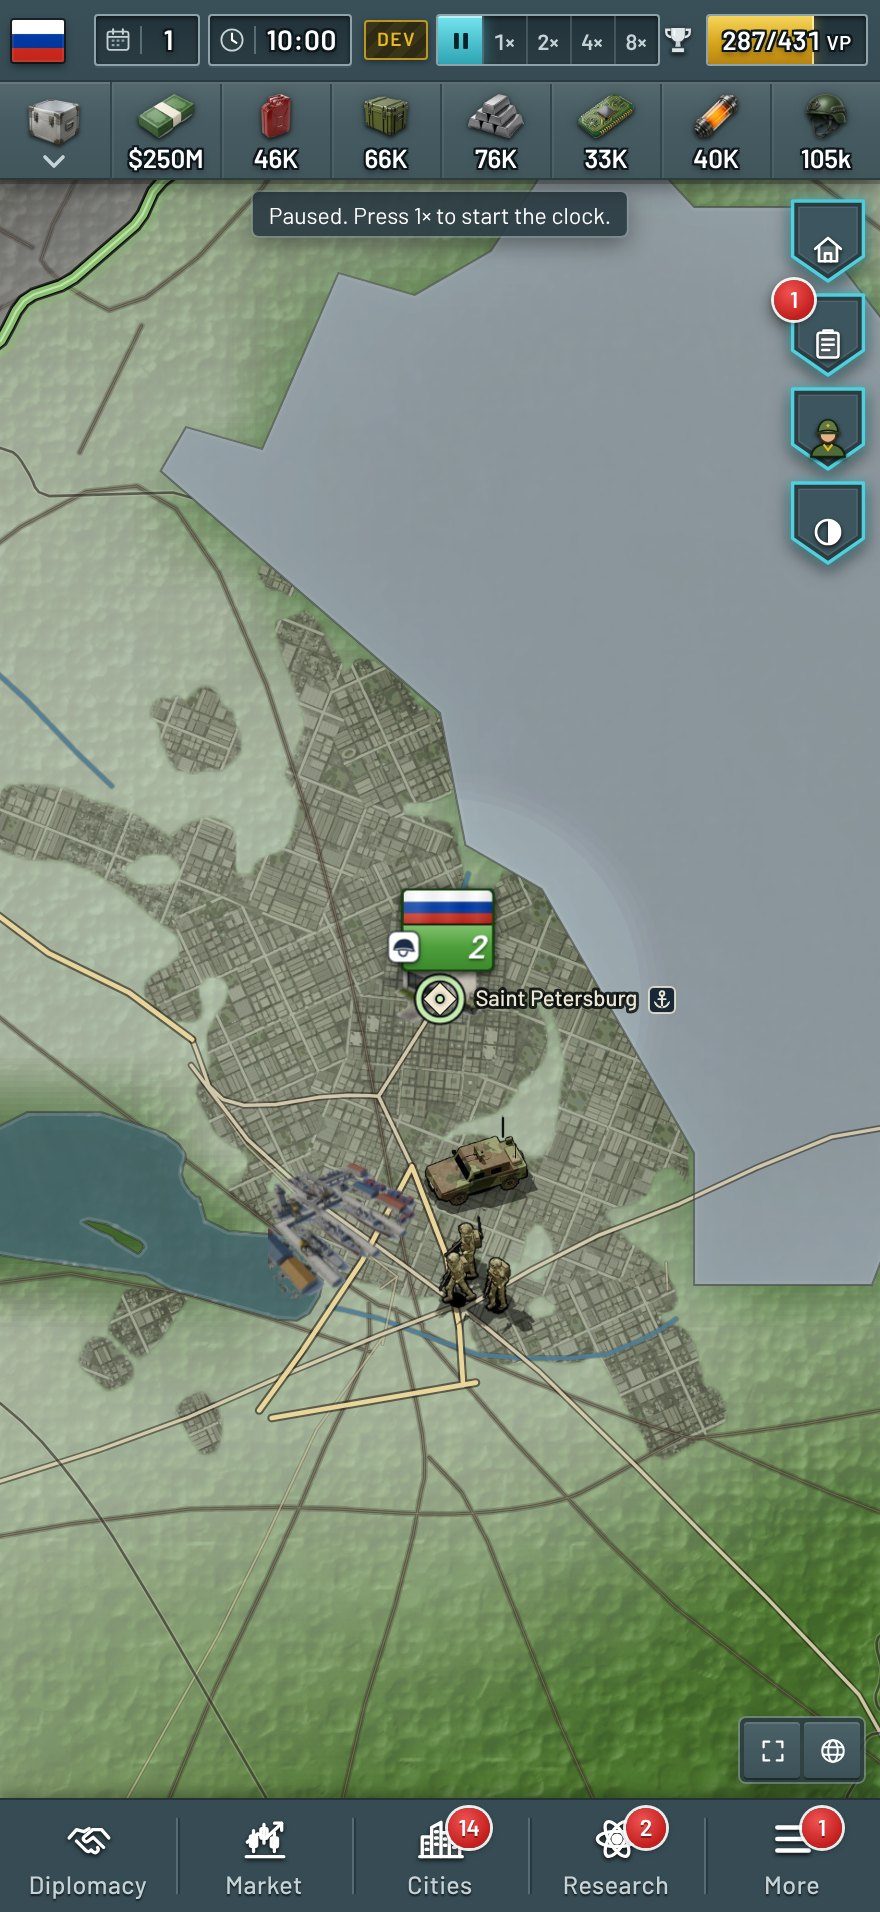 1
10:00
DEV
1×
2×
4×
8×
287/431 VP
$250M
46K
66K
76K
33K
40K
105k
Paused. Press 1× to start the clock.
1
2
Saint Petersburg
14
2
1
Diplomacy
Market
Cities
Research
More